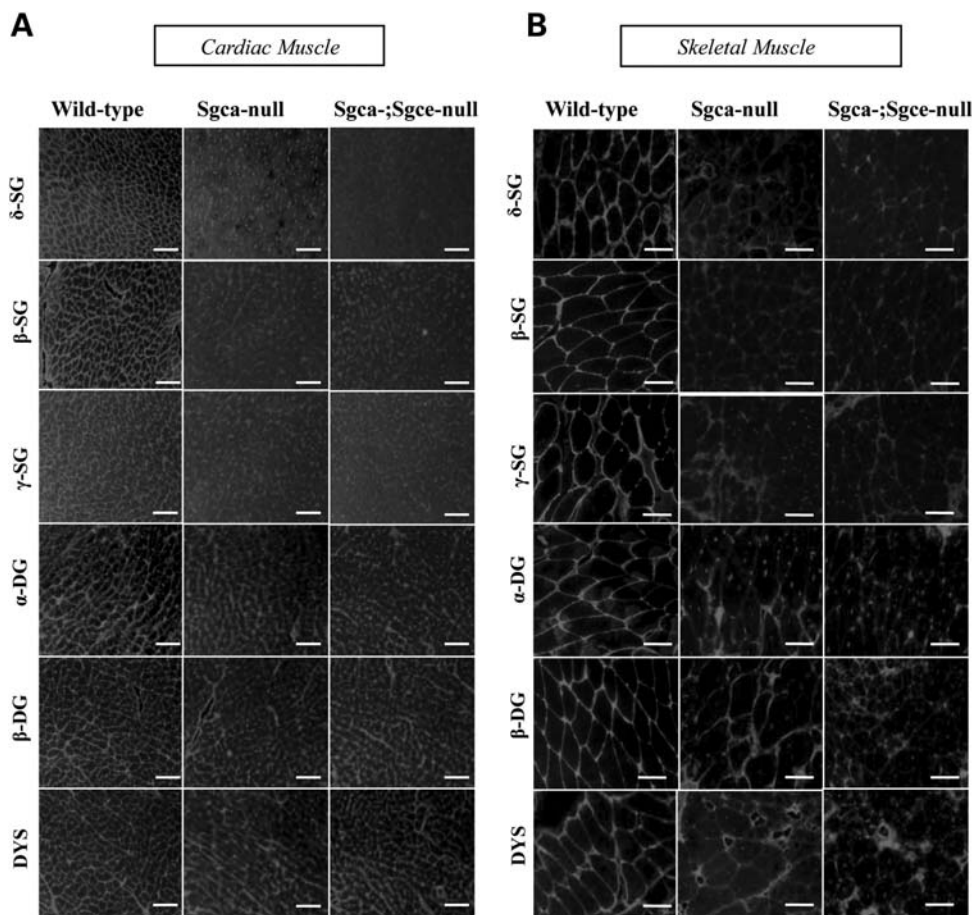 A
Cardiac Muscle
Wild-type Sgca-null Sgca-;Sgce-null
δ-SG
β-SG
γ-SG
α-DG
β-DG
DYS
B
Skeletal Muscle
Wild-type Sgca-null Sgca-;Sgce-null
δ-SG
β-SG
γ-SG
α-DG
β-DG
DYS